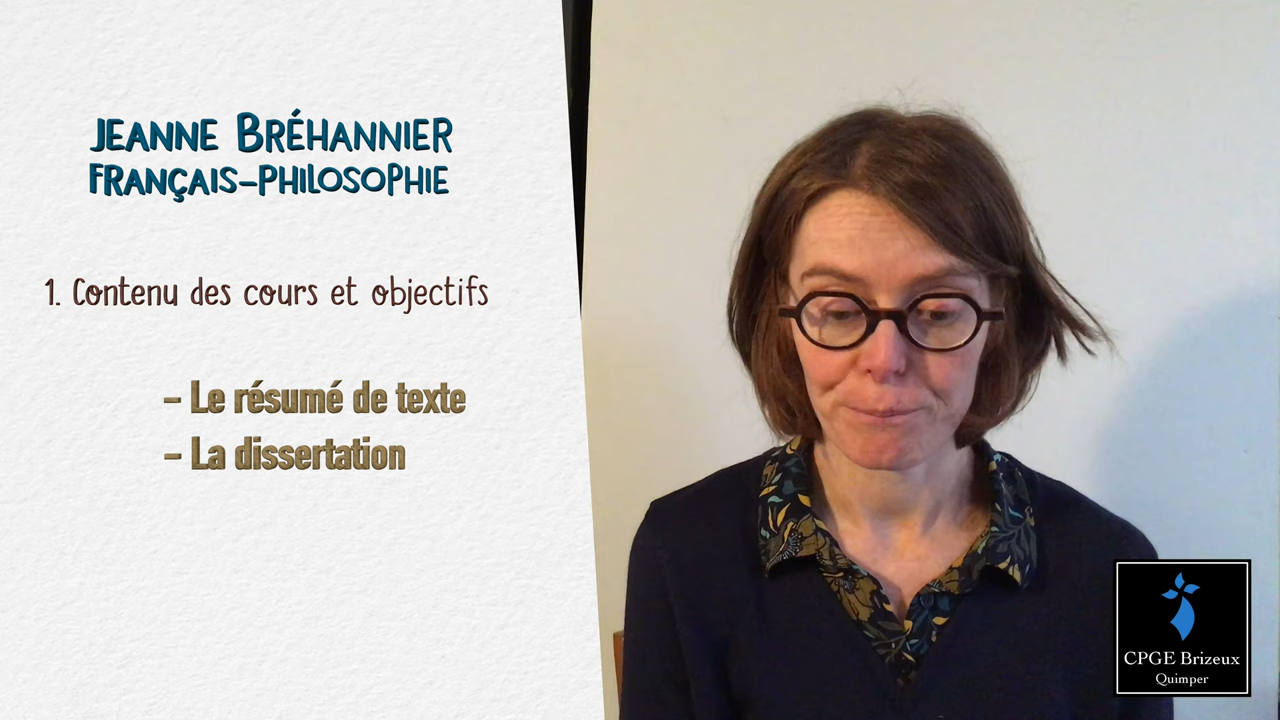 JEANNE BRÉHANNIER
FRANÇAIS-PHILOSOPHIE
1. Contenu des cours et objectifs
- Le résumé de texte
- La dissertation
CPGE Brizeux
Quimper